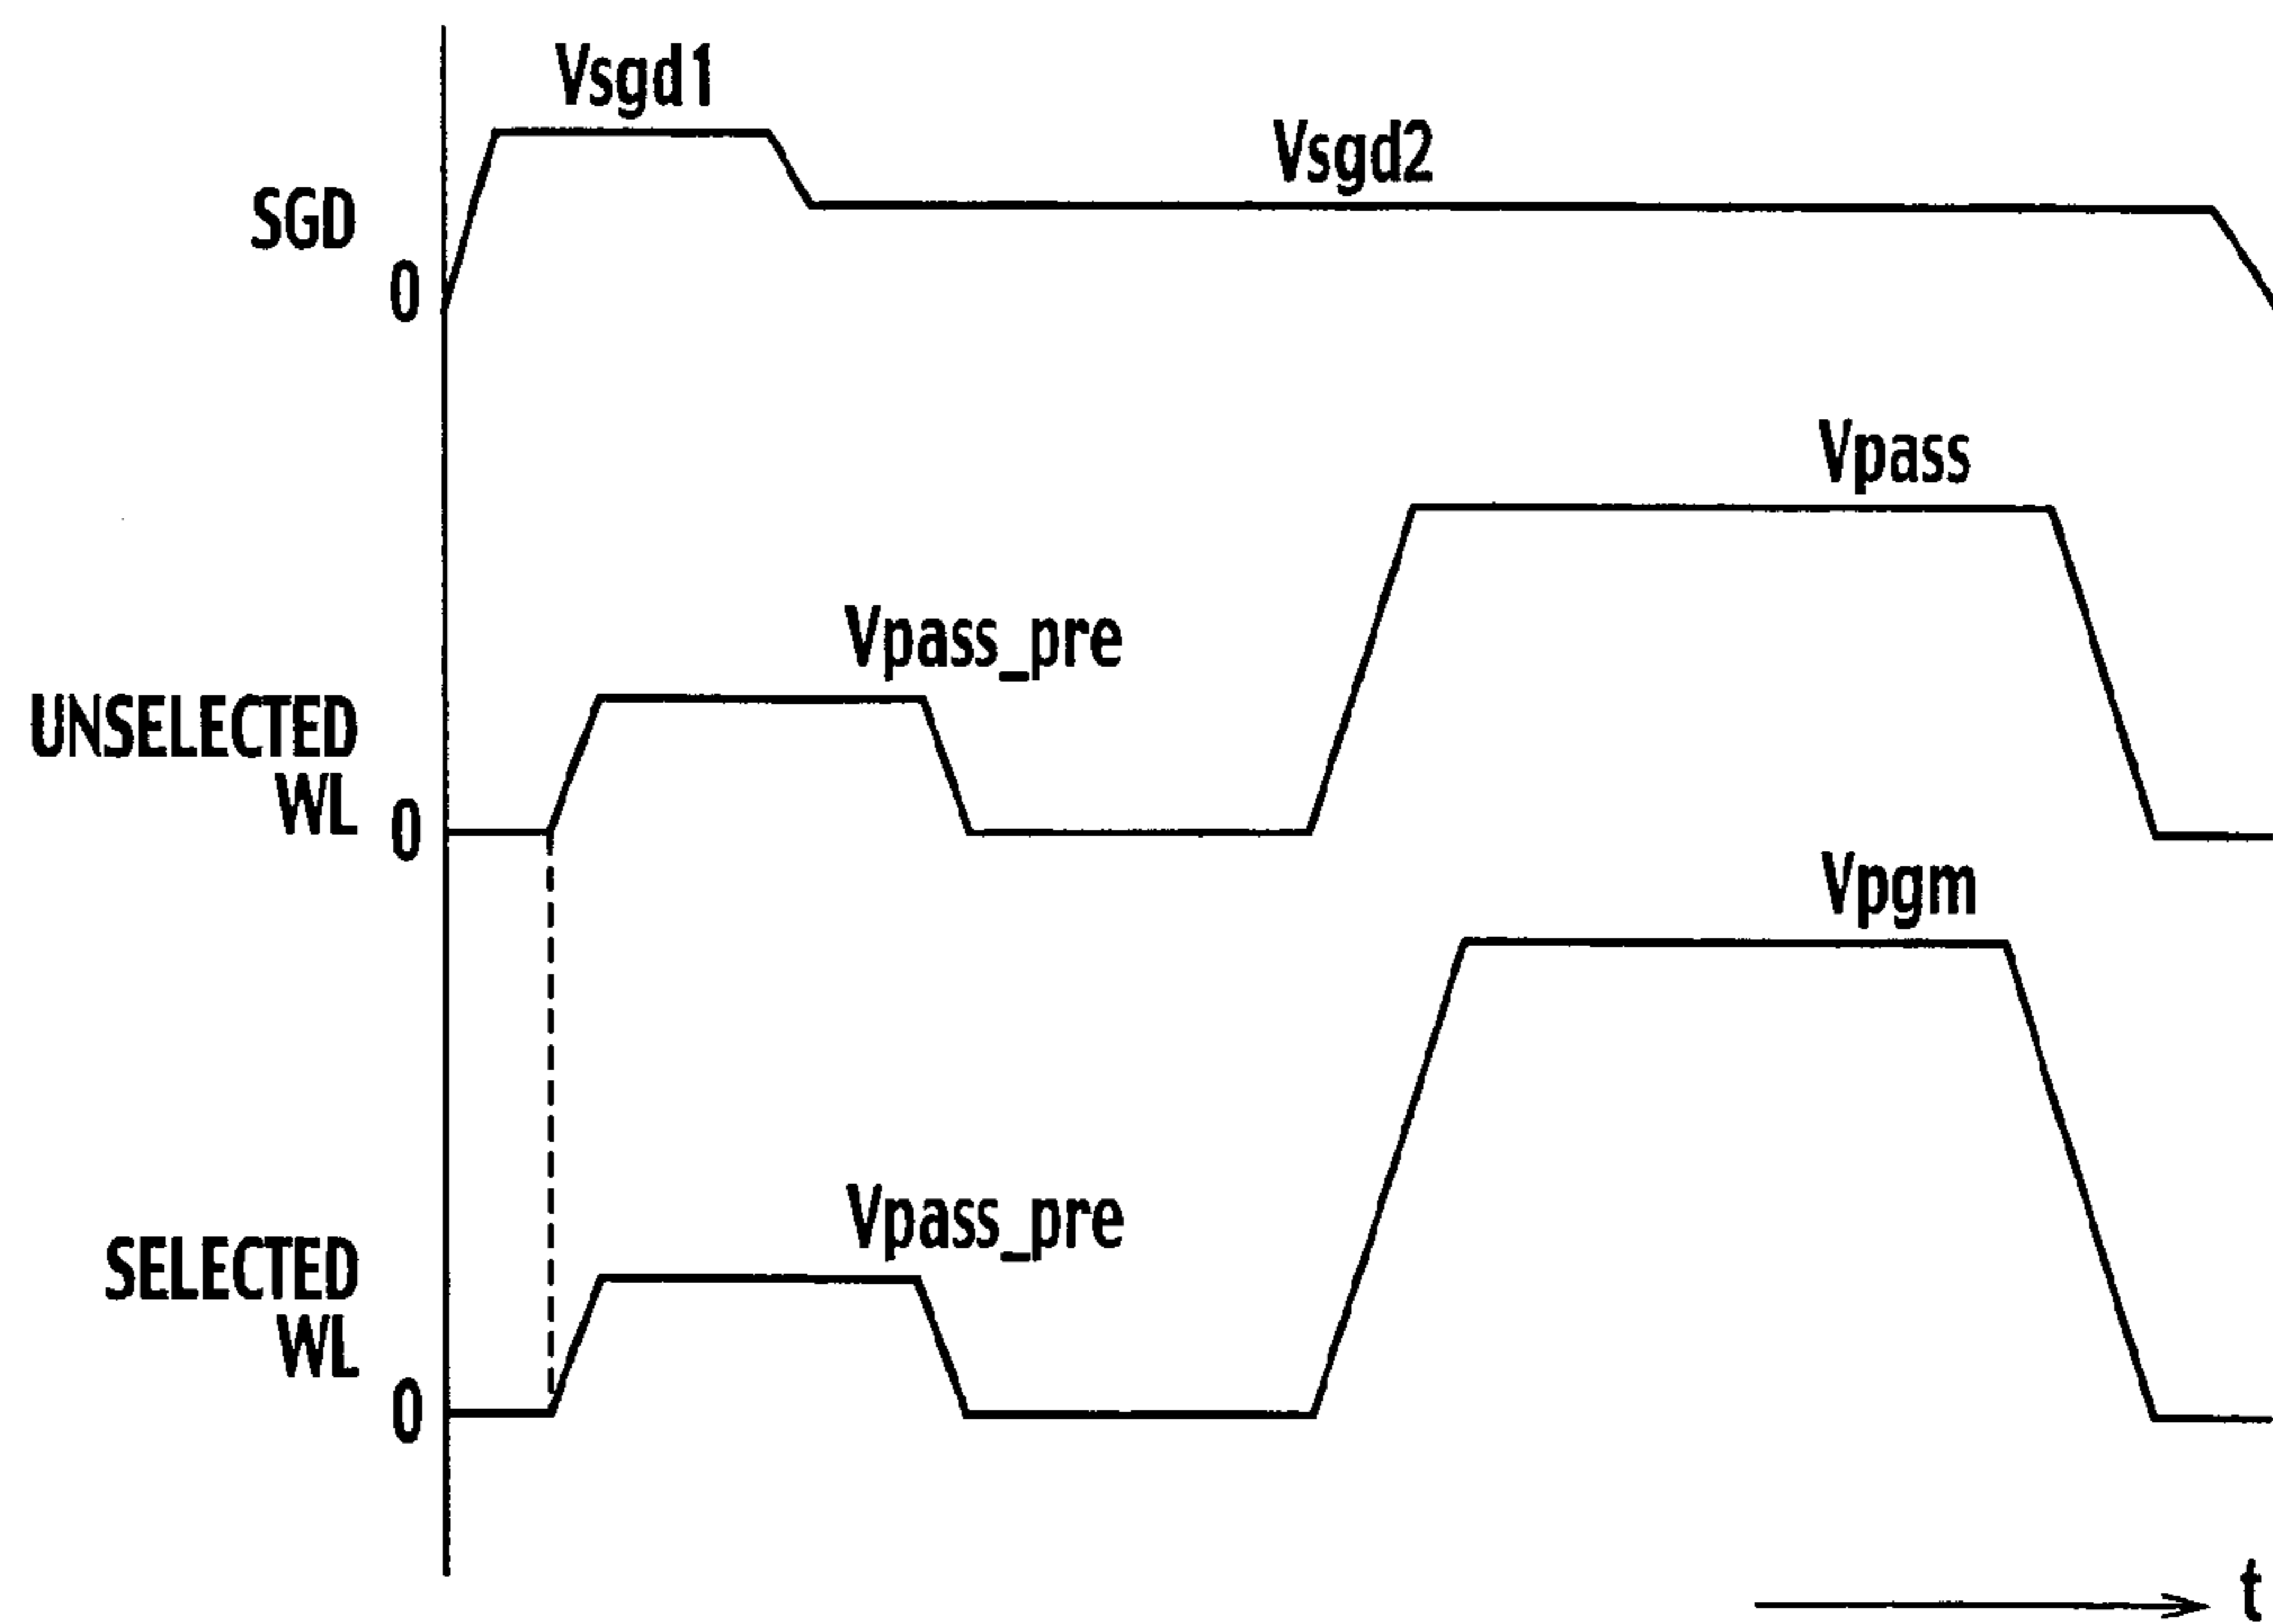 Vsgd1
Vsgd2
SGD
0
Vpass
Vpass_pre
UNSELECTED
WL
0
Vpgm
Vpass_pre
SELECTED
WL
0
t